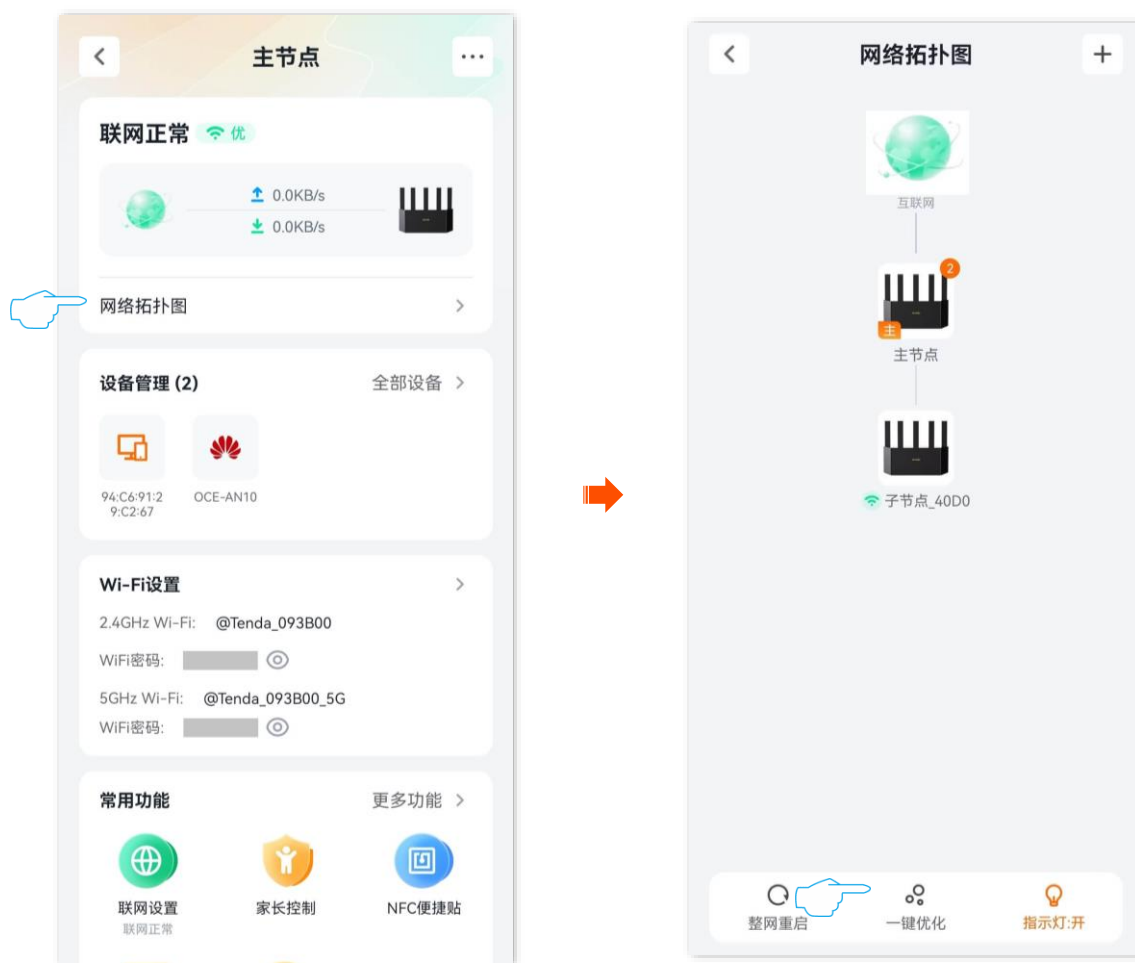 主节点
联网正常 优
0.0KB/s
0.0KB/s
网络拓扑图
设备管理 (2)
全部设备
94:C6:91:2
9:C2:67
OCE-AN10
Wi-Fi设置
2.4GHz Wi-Fi: @Tenda_093B00
WiFi密码:
5GHz Wi-Fi: @Tenda_093B00_5G
WiFi密码:
常用功能
更多功能
联网设置
联网正常
家长控制
NFC便捷贴
网络拓扑图
互联网
2
主
主节点
子节点_40D0
整网重启
一键优化
指示灯:开